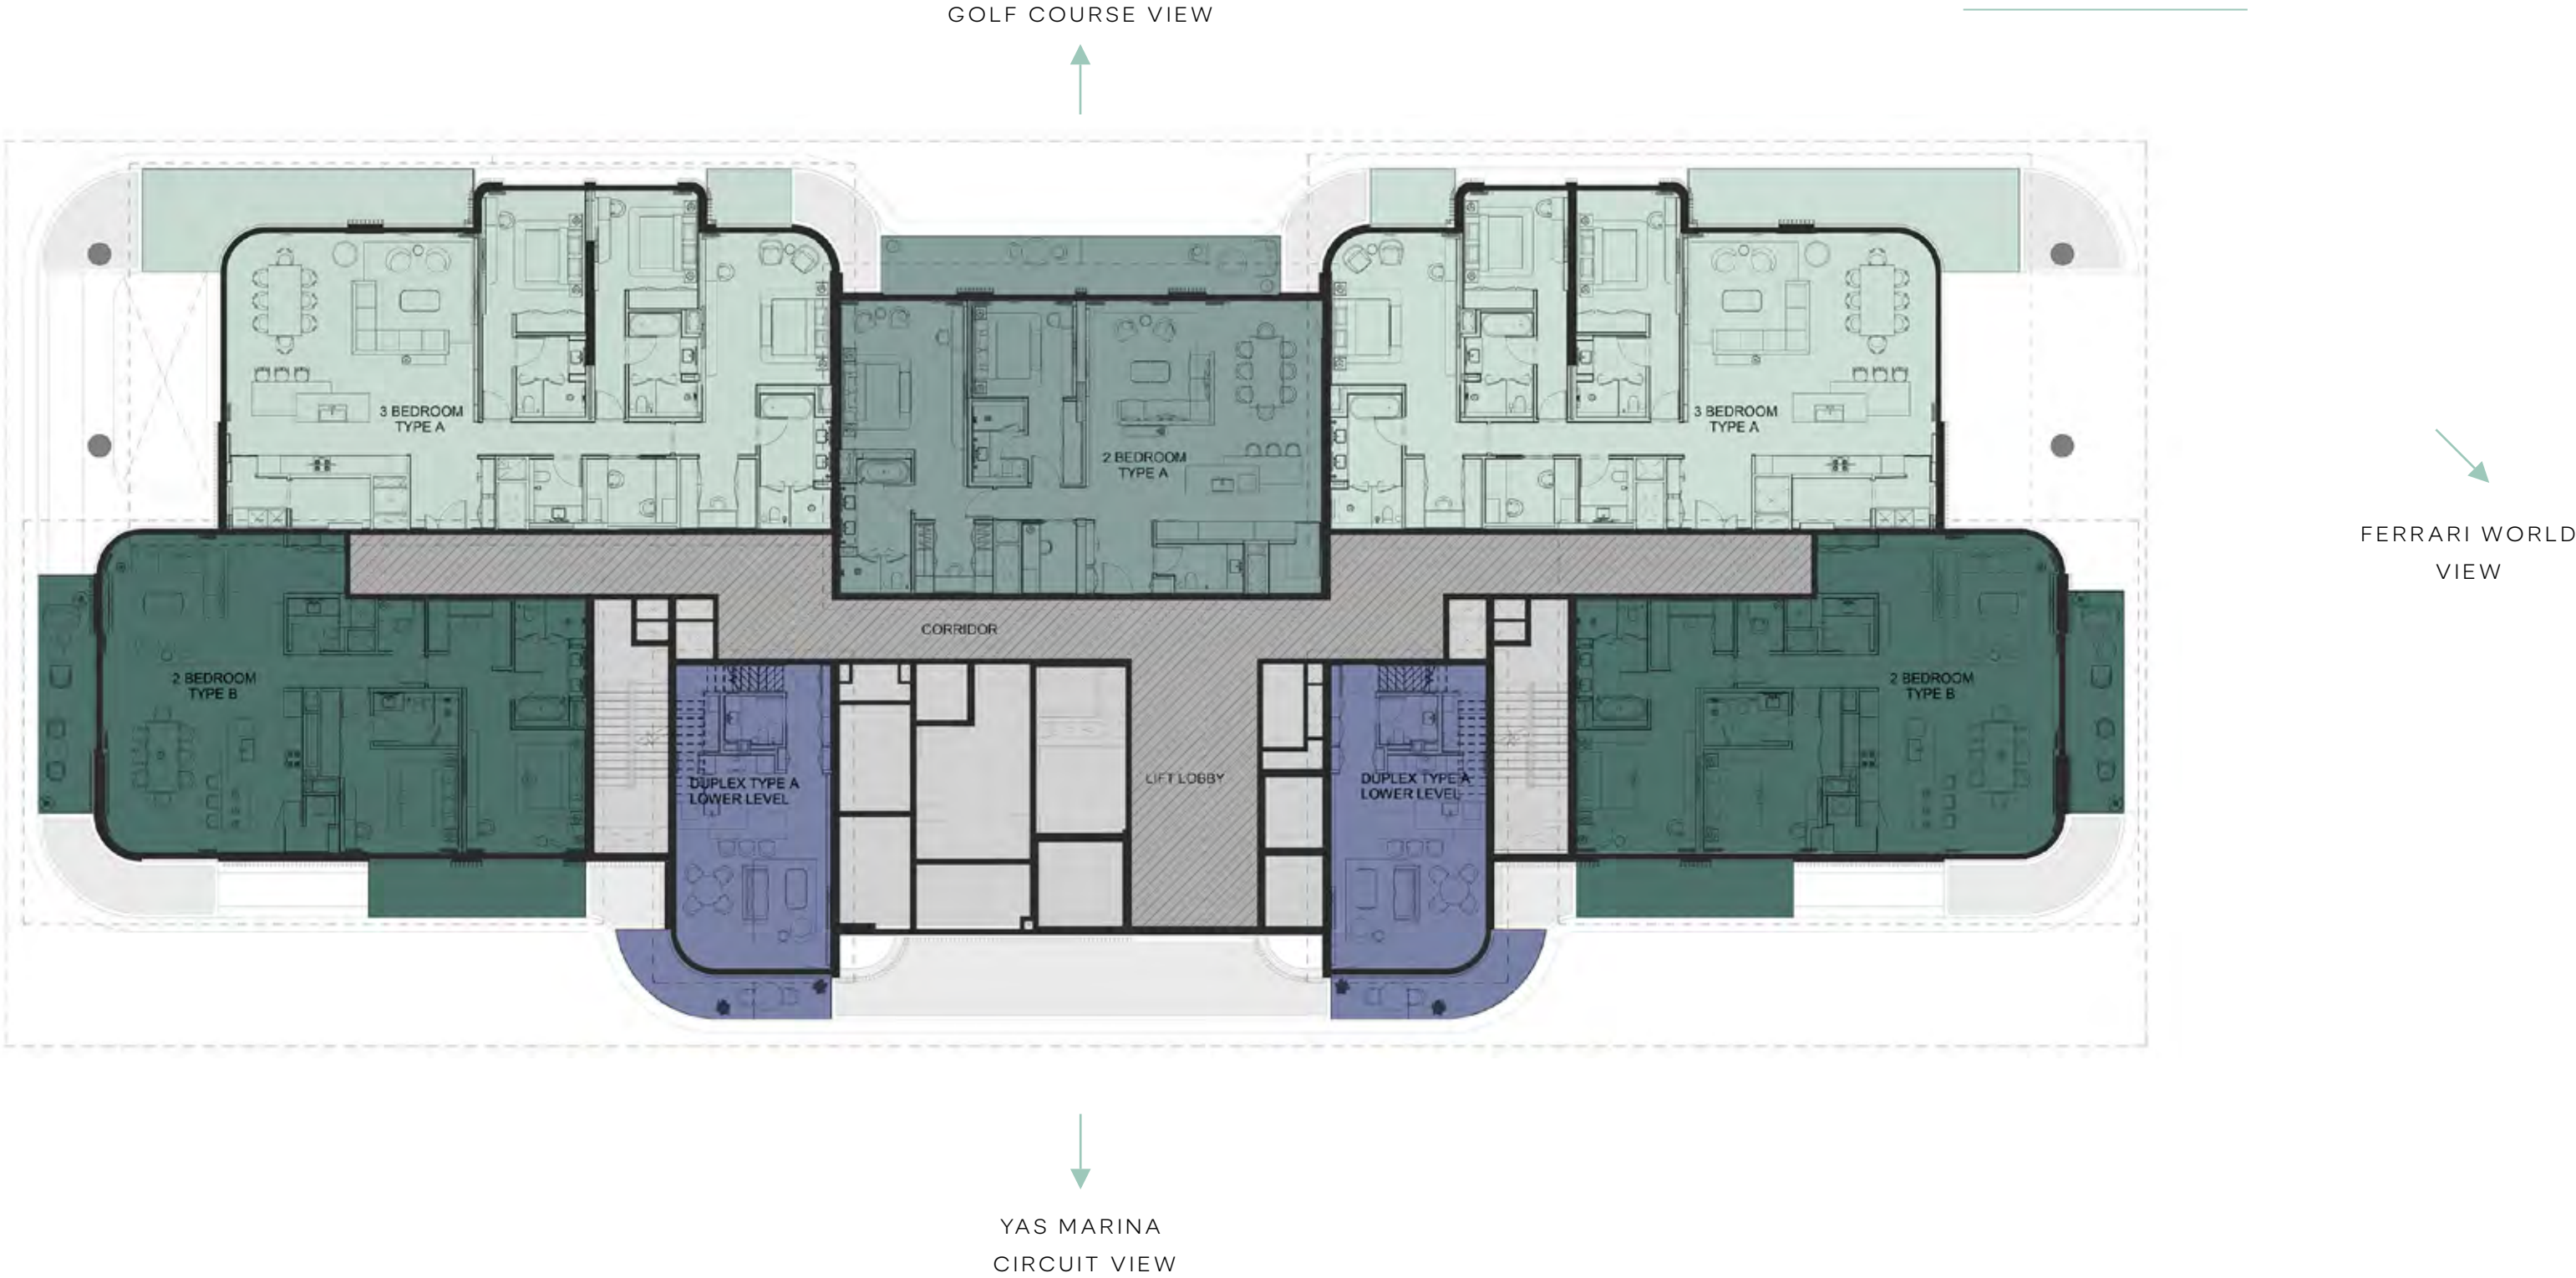 GOLF COURSE VIEW
3 BEDROOM
TYPE A
3 BEDROOM
TYPE A
2 BEDROOM
TYPE A
FERRARI WORLD
VIEW
CORRIDOR
2 BEDROOM
TYPE B
2 BEDROOM
TYPE B
DUPLEX TYPE A
LOWER LEVEL
LIFT LOBBY
DUPLEX TYPE A
LOWER LEVEL
YAS MARINA
CIRCUIT VIEW